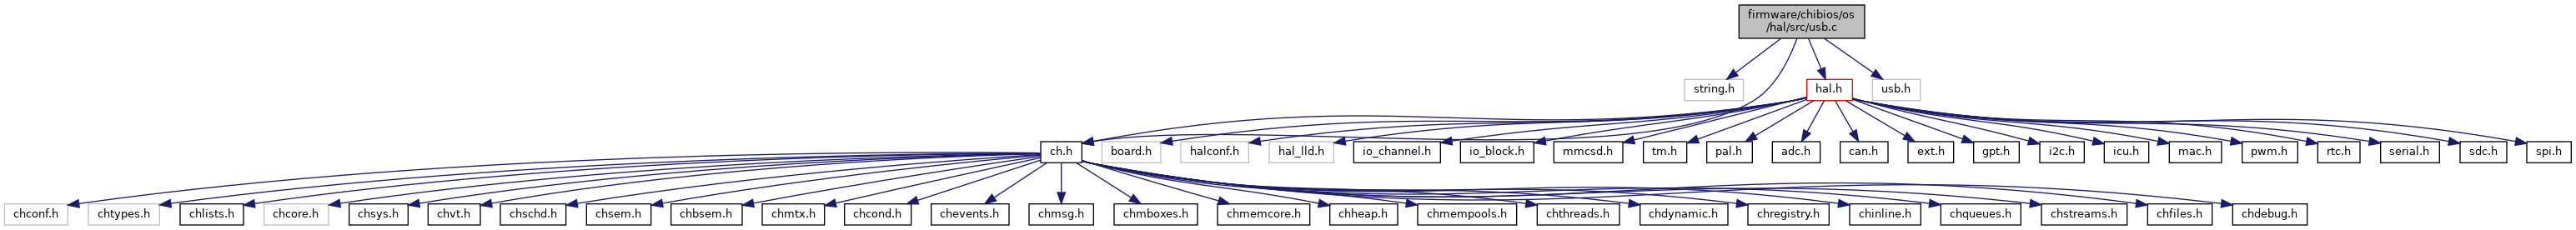 firmware/chibios/os
/hal/src/usb.c
string.h
hal.h
usb.h
ch.h
board.h
halconf.h
hal_lld.h
io_channel.h
io_block.h
mmcsd.h
tm.h
pal.h
adc.h
can.h
ext.h
gpt.h
i2c.h
icu.h
mac.h
pwm.h
rtc.h
serial.h
sdc.h
spi.h
chconf.h
chtypes.h
chlists.h
chcore.h
chsys.h
chvt.h
chschd.h
chsem.h
chbsem.h
chmtx.h
chcond.h
chevents.h
chmsg.h
chmboxes.h
chmemcore.h
chheap.h
chmempools.h
chthreads.h
chdynamic.h
chregistry.h
chinline.h
chqueues.h
chstreams.h
chfiles.h
chdebug.h